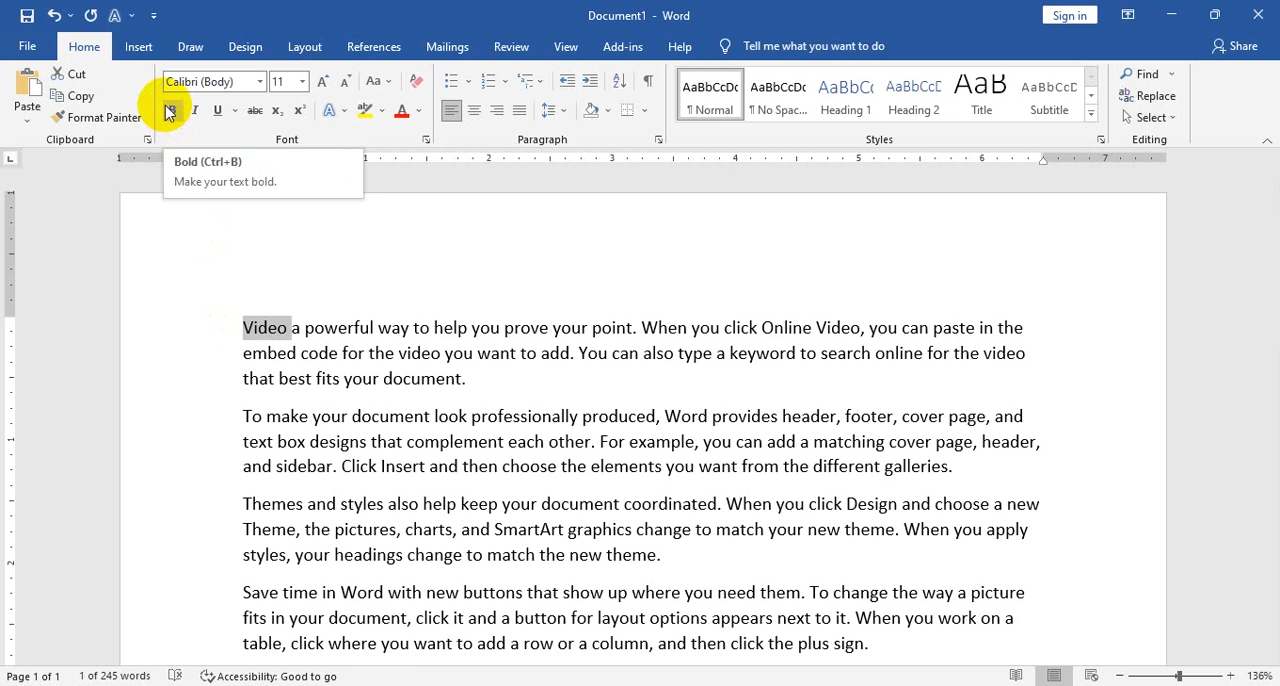 Document1 - Word
Sign in
File Home Insert Draw Design Layout References Mailings Review View Add-ins Help Tell me what you want to do Share
Paste
Cut
Copy
Format Painter
Clipboard
Calibri (Body) 11 Aa
B I U abc x₂ x² A A
Font
Paragraph
AaBbCcDc AaBbCcDc AaBbCc AaBbCcD AaB AaBbCcD
¶ Normal ¶ No Spac... Heading 1 Heading 2 Title Subtitle
Styles
Find
Replace
Select
Editing
Bold (Ctrl+B)
Make your text bold.
1 1 2 3 4 5 6 7
Video a powerful way to help you prove your point. When you click Online Video, you can paste in the
embed code for the video you want to add. You can also type a keyword to search online for the video
that best fits your document.
To make your document look professionally produced, Word provides header, footer, cover page, and
text box designs that complement each other. For example, you can add a matching cover page, header,
and sidebar. Click Insert and then choose the elements you want from the different galleries.
Themes and styles also help keep your document coordinated. When you click Design and choose a new
Theme, the pictures, charts, and SmartArt graphics change to match your new theme. When you apply
styles, your headings change to match the new theme.
Save time in Word with new buttons that show up where you need them. To change the way a picture
fits in your document, click it and a button for layout options appears next to it. When you work on a
table, click where you want to add a row or a column, and then click the plus sign.
Page 1 of 1 1 of 245 words Accessibility: Good to go 136%